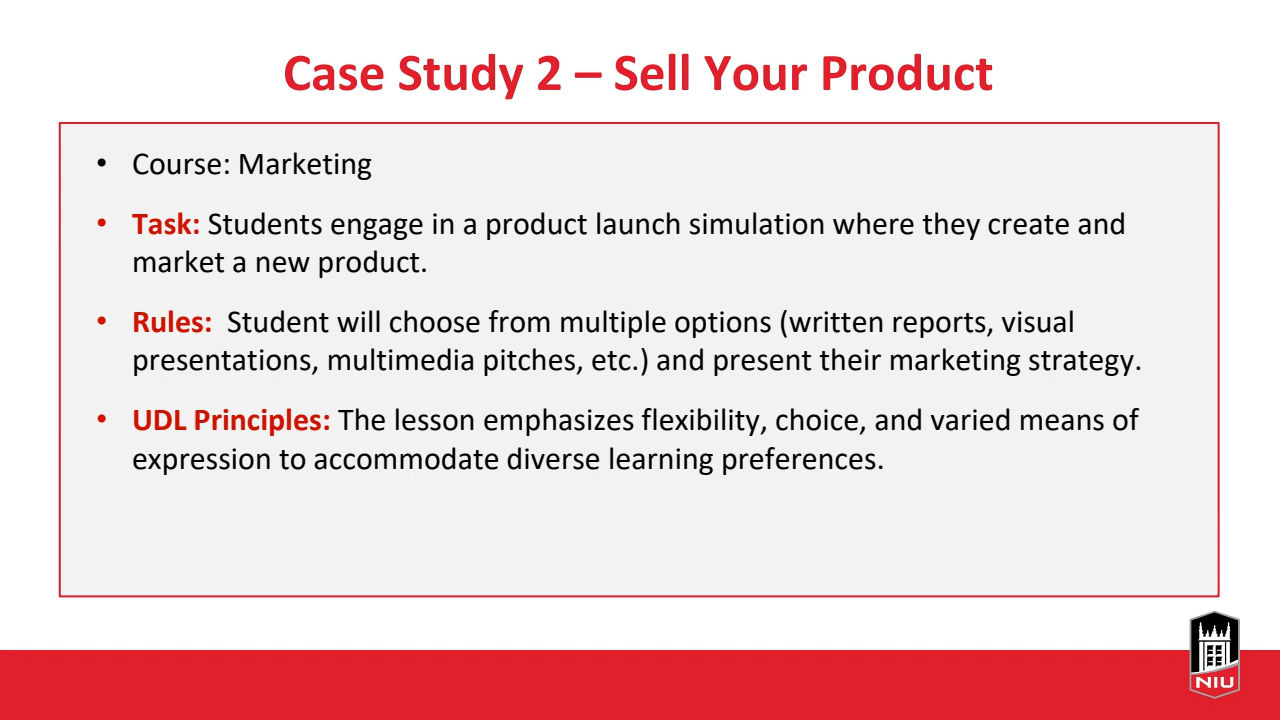 Case Study 2 – Sell Your Product
• Course: Marketing
• Task: Students engage in a product launch simulation where they create and
market a new product.
• Rules:  Student will choose from multiple options (written reports, visual
presentations, multimedia pitches, etc.) and present their marketing strategy.
• UDL Principles: The lesson emphasizes flexibility, choice, and varied means of
expression to accommodate diverse learning preferences.
NIU